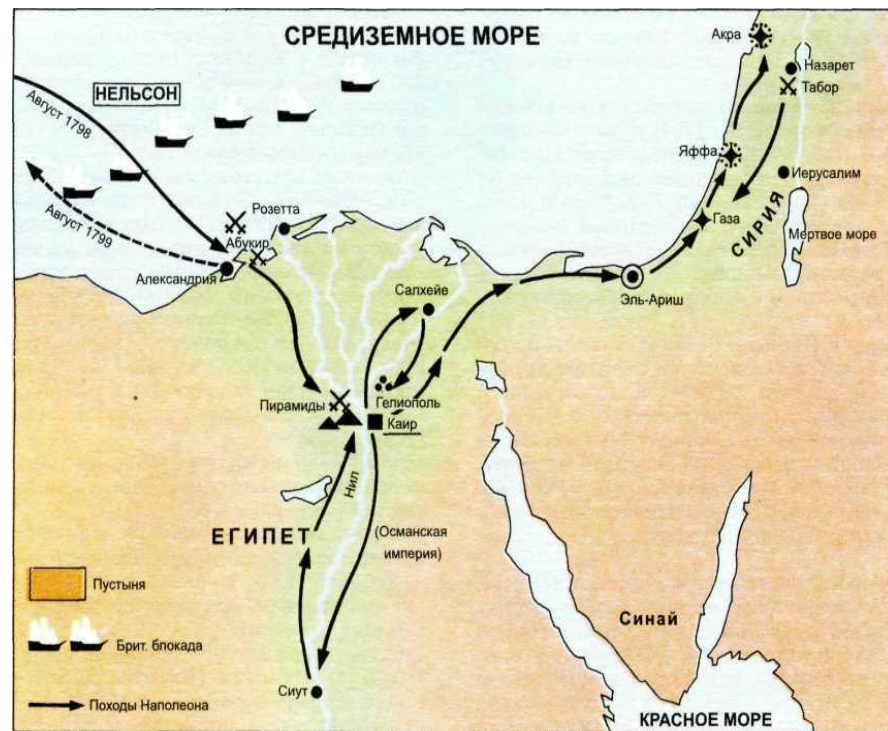 СРЕДИЗЕМНОЕ МОРЕ
Акра
НЕЛЬСОН
Назарет
Табор
Август 1798
Яффа
Иерусалим
Август 1799
Розетта
Абукир
Газа
СИРИЯ
Мертвое море
Александрия
Салхейе
Эль-Ариш
Пирамиды
Гелиополь
Каир
Нил
ЕГИПЕТ
(Османская
империя)
Пустыня
Синай
Брит. блокада
Сиут
Походы Наполеона
КРАСНОЕ МОРЕ